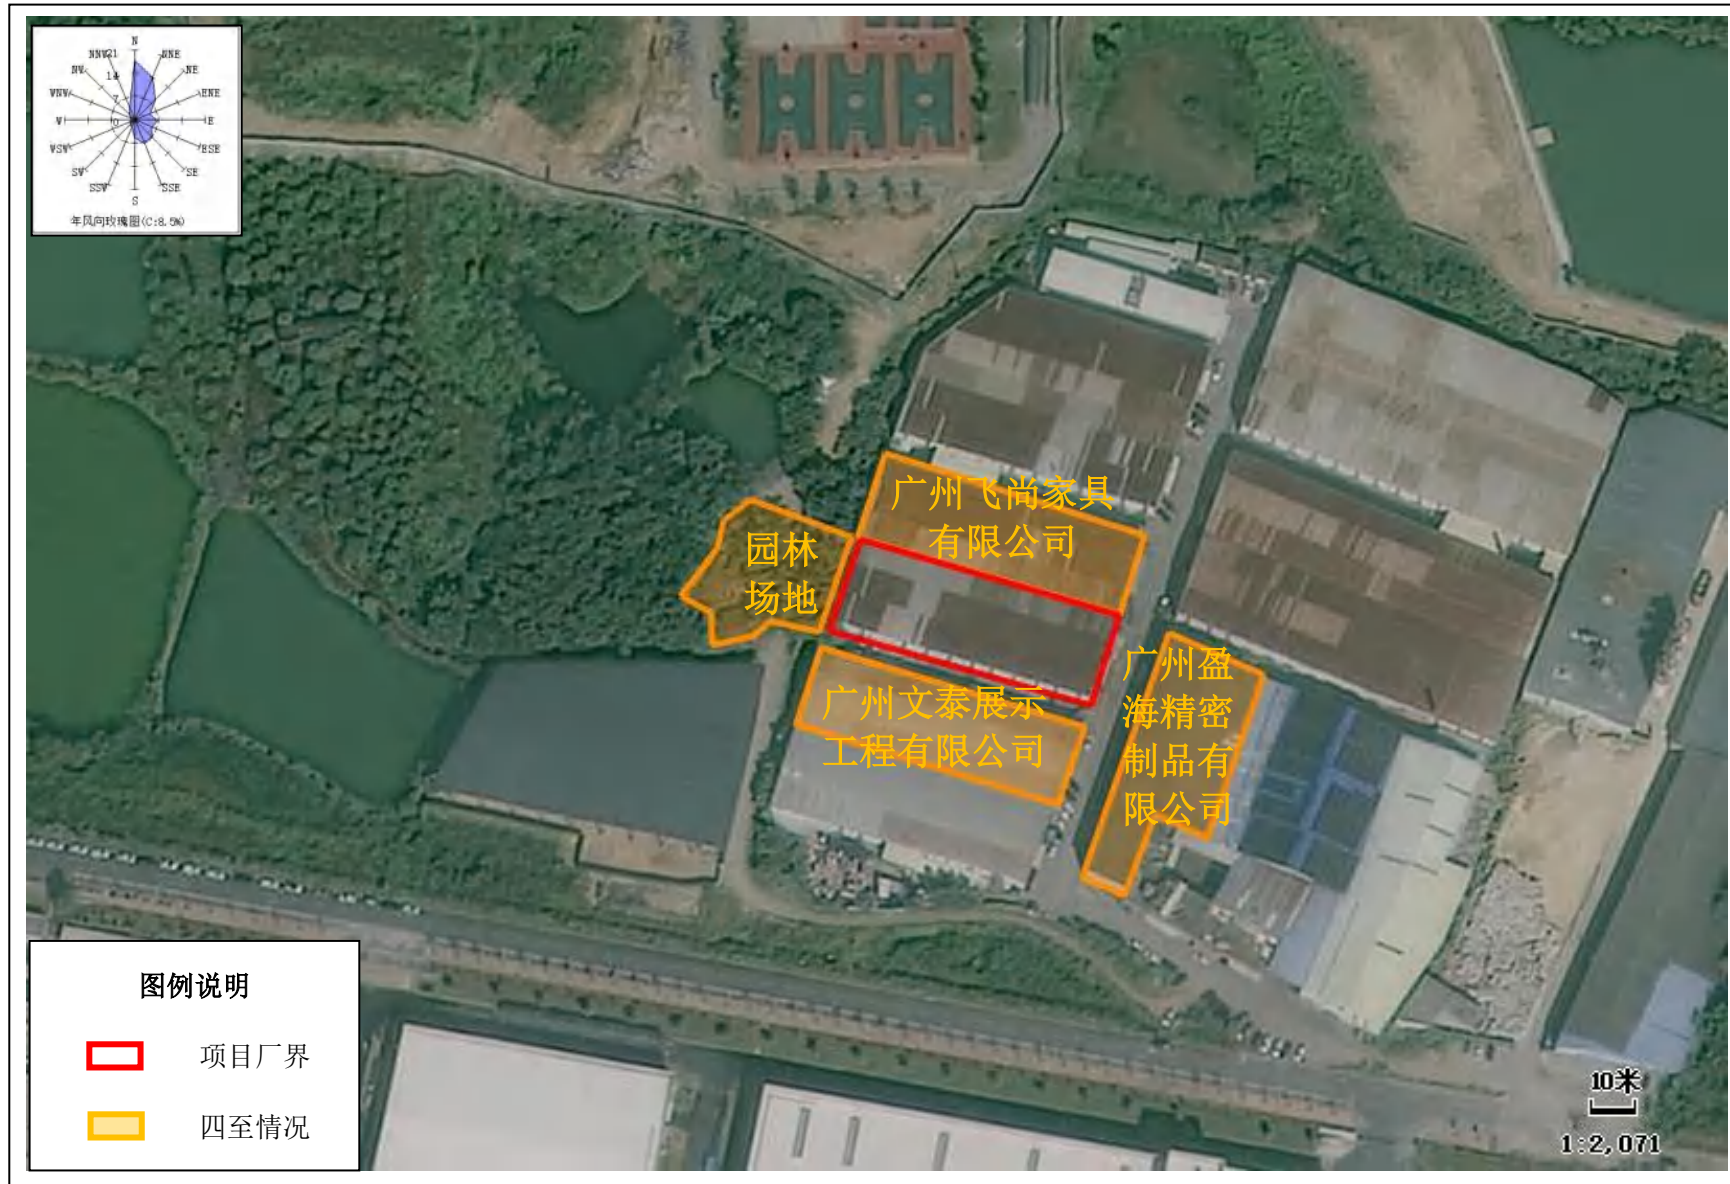 N
NNW
21
NNE
NW
14
NE
WNW
7
ENE
W
0
E
WSW
ESE
SW
SE
SSW
SSE
S
年风向玫瑰图(C:8.5%)
广州飞尚家具
有限公司
园林
场地
广州盈
海精密
制品有
限公司
广州文泰展示
工程有限公司
图例说明
项目厂界
四至情况
10米
1:2,071